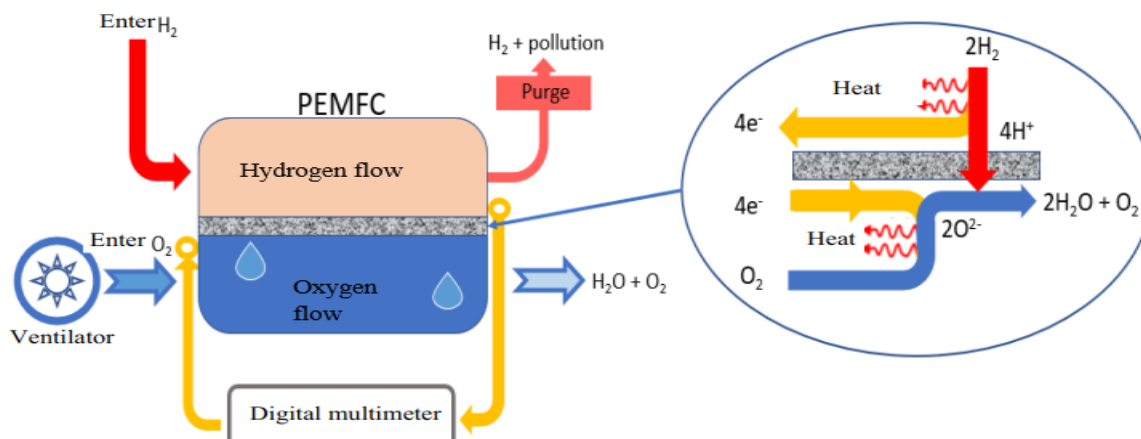 Enter H₂
PEMFC
Hydrogen flow
H₂ + pollution
Purge
Enter O₂
Ventilator
Oxygen
flow
H₂O + O₂
Digital multimeter
2H₂
Heat
4e⁻
4H⁺
4e⁻
2H₂O + O₂
2O²⁻
Heat
O₂